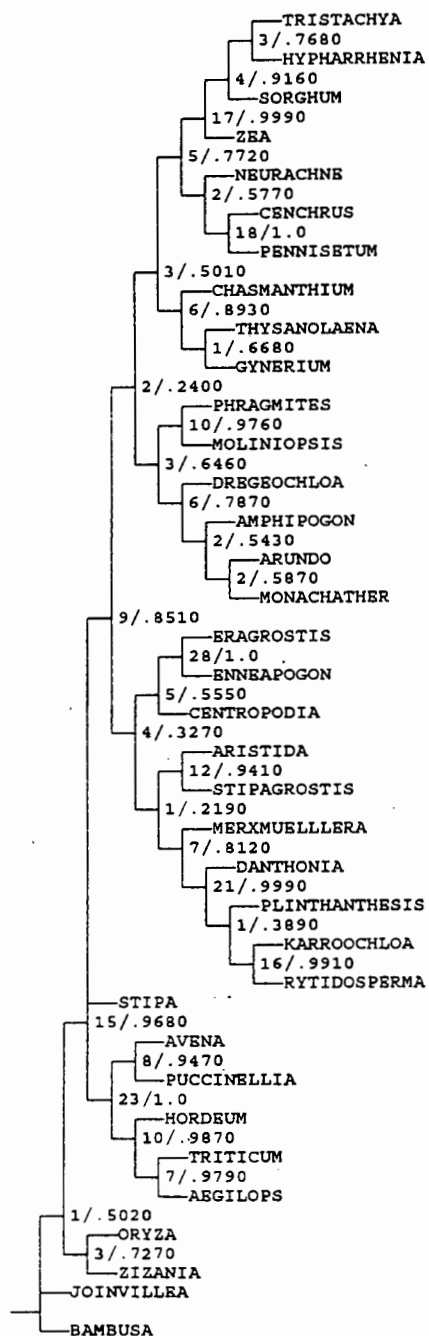 TRISTACHYA
3/.7680
HYPHARRHENIA
4/.9160
SORGHUM
17/.9990
ZEA
5/.7720
NEURACHNE
2/.5770
CENCHRUS
18/1.0
PENNISETUM
3/.5010
CHASMANTHIUM
6/.8930
THYSANOLAENA
1/.6680
GYNERIUM
2/.2400
PHRAGMITES
10/.9760
MOLINIOPSIS
3/.6460
DREGEOCHLOA
6/.7870
AMPHIPOGON
2/.5430
ARUNDO
2/.5870
MONACHATHER
9/.8510
ERAGROSTIS
28/1.0
ENNEAPOGON
5/.5550
CENTROPODIA
4/.3270
ARISTIDA
12/.9410
STIPAGROSTIS
1/.2190
MERXMUELLLERA
7/.8120
DANTHONIA
21/.9990
PLINTHANTHESIS
1/.3890
KARROOCHLOA
16/.9910
RYTIDOSPERMA
STIPA
15/.9680
AVENA
8/.9470
PUCCINELLIA
23/1.0
HORDEUM
10/.9870
TRITICUM
7/.9790
AEGILOPS
1/.5020
ORYZA
3/.7270
ZIZANIA
JOINVILLEA
BAMBUSA